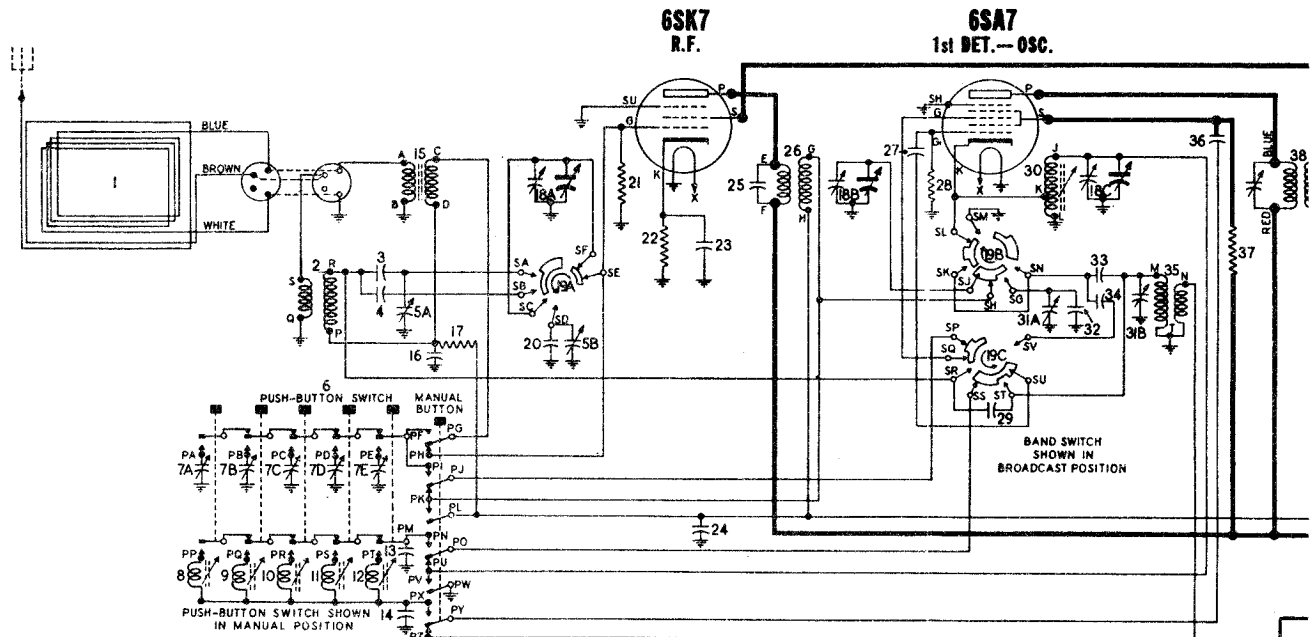 6SK7
R.F.
6SA7
1st DET.-- OSC.
BLUE
BROWN
WHITE
1
A
15
C
B
D
S
2
R
Q
P
3
4
5A
16
17
18A
SA
SB
SC
SD
SE
SF
19A
20
5B
SU
G
K
P
S
X
21
22
23
E
25
F
26
G
H
18B
27
SH
G
G
K
P
S
X
28
30
J
K
L
18C
36
BLUE
38
RED
37
SM
SL
19B
SK
SJ
SH
SG
SN
33
34
M
35
N
T
31A
32
31B
SP
SQ
SR
19C
SV
SU
SS
ST
29
BAND SWITCH
SHOWN IN
BROADCAST POSITION
6
PUSH-BUTTON SWITCH
MANUAL
BUTTON
PF
PG
PH
PI
PJ
PK
PL
PA
PB
PC
PD
PE
7A
7B
7C
7D
7E
24
PM
PN
PO
13
PU
PV
PW
PX
14
PY
PZ
PP
PQ
PR
PS
PT
8
9
10
11
12
PUSH-BUTTON SWITCH SHOWN
IN MANUAL POSITION